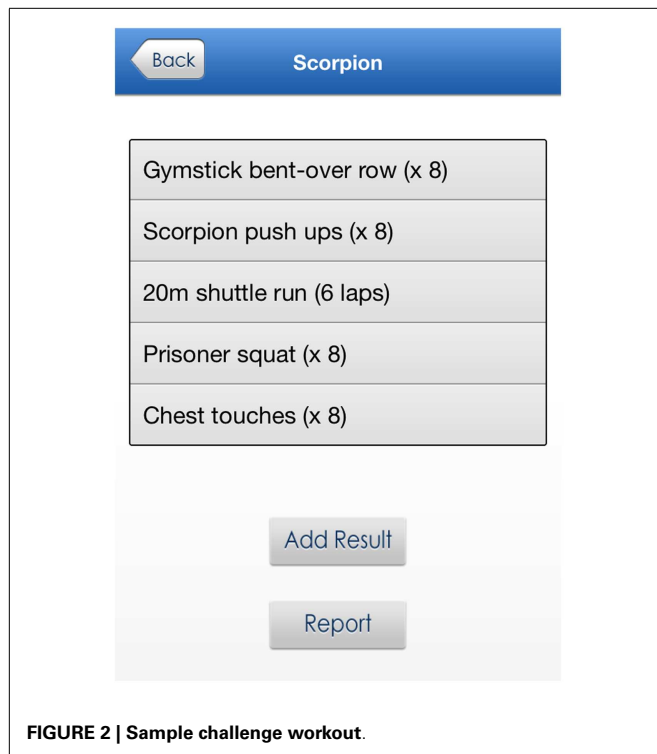 Back
Scorpion
Gymstick bent-over row (x 8)
Scorpion push ups (x 8)
20m shuttle run (6 laps)
Prisoner squat (x 8)
Chest touches (x 8)
Add Result
Report
FIGURE 2 | Sample challenge workout.